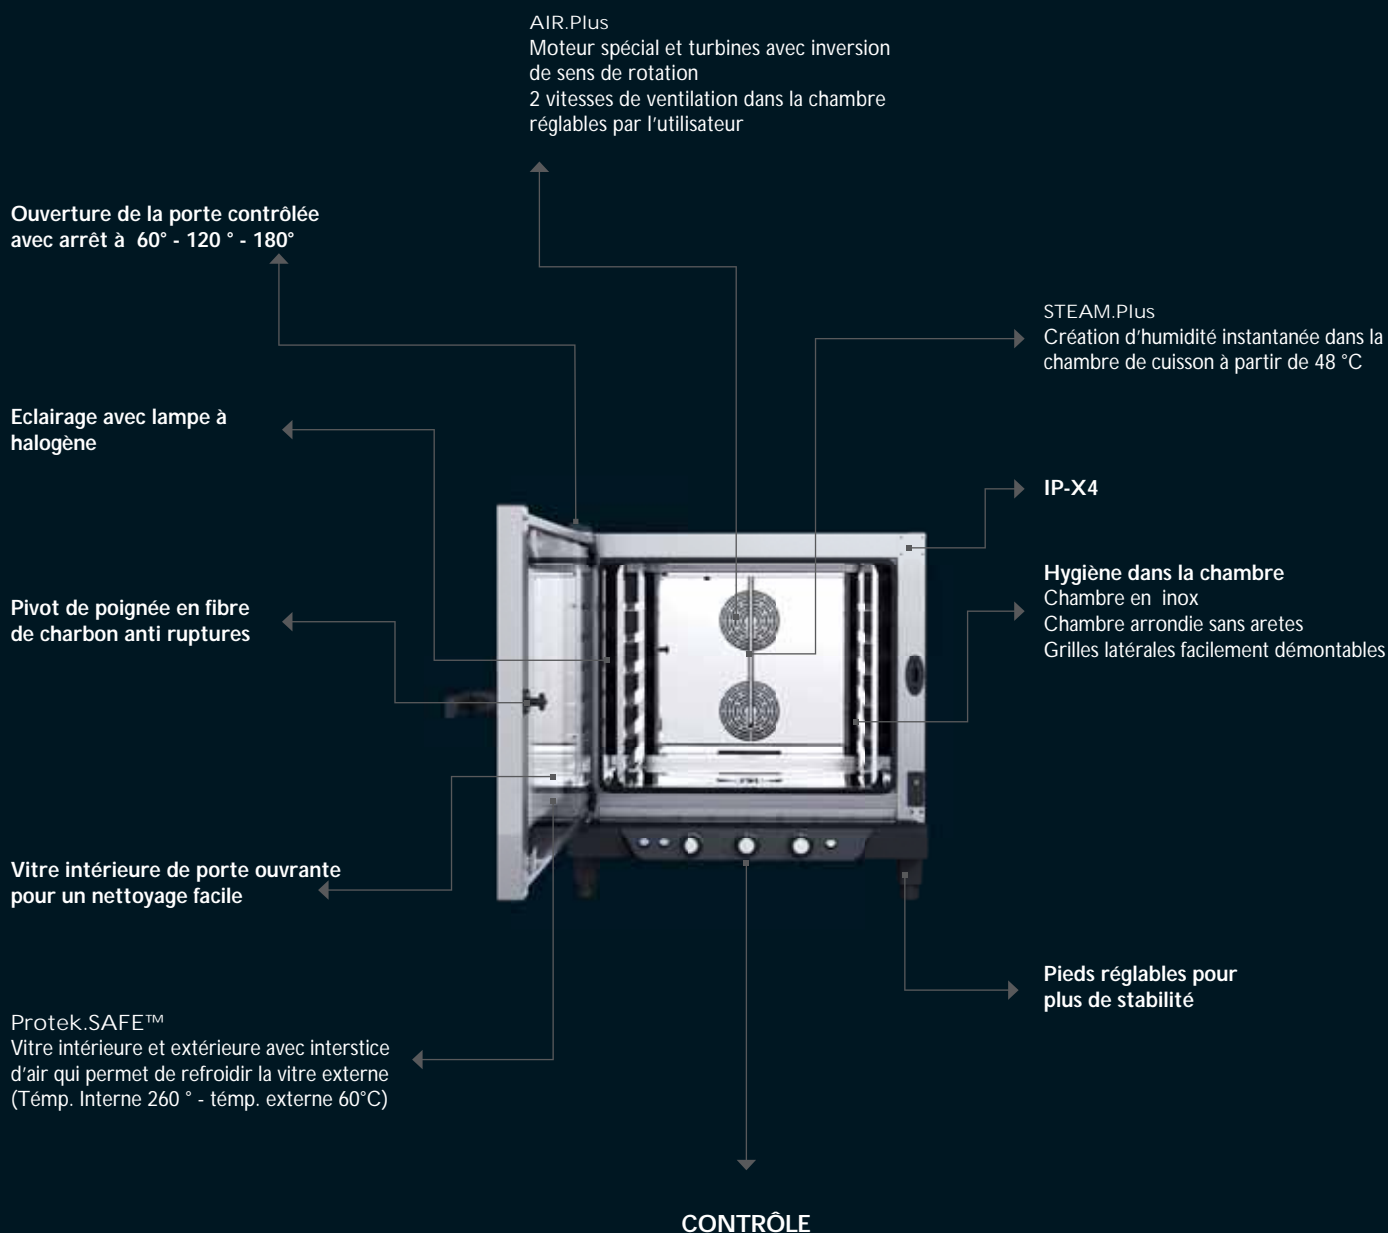 AIR.Plus
Moteur spécial et turbines avec inversion
de sens de rotation
2 vitesses de ventilation dans la chambre
réglables par l'utilisateur
Ouverture de la porte contrôlée
avec arrêt à  60° - 120 ° - 180°
STEAM.Plus
Création d'humidité instantanée dans la
chambre de cuisson à partir de 48 °C
Eclairage avec lampe à
halogène
IP-X4
Hygiène dans la chambre
Chambre en  inox
Chambre arrondie sans aretes
Grilles latérales facilement démontables
Pivot de poignée en fibre
de charbon anti ruptures
Vitre intérieure de porte ouvrante
pour un nettoyage facile
Pieds réglables pour
plus de stabilité
Protek.SAFE™
Vitre intérieure et extérieure avec interstice
d'air qui permet de refroidir la vitre externe
(Témp. Interne 260 ° - témp. externe 60°C)
CONTRÔLE